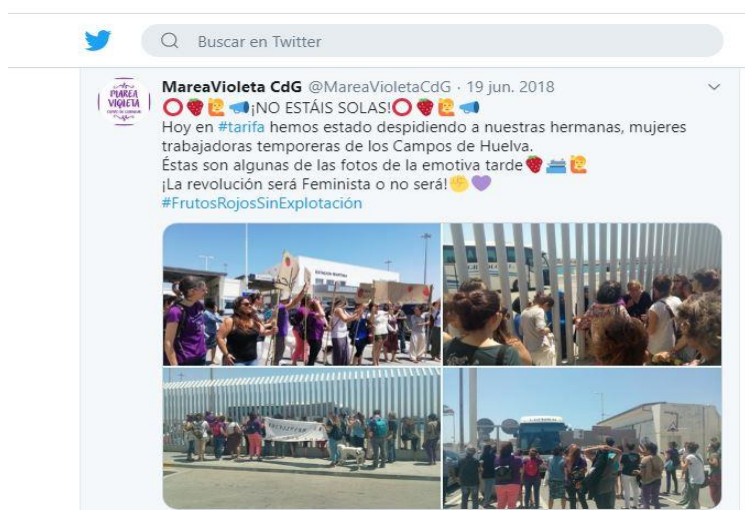 Buscar en Twitter
MareaVioleta CdG @MareaVioletaCdG · 19 jun. 2018
MAREA
VIOLETA
⭕🍓🙋📣¡NO ESTÁIS SOLAS!⭕🍓🙋📣
Hoy en #tarifa hemos estado despidiendo a nuestras hermanas, mujeres
trabajadoras temporeras de los Campos de Huelva.
Éstas son algunas de las fotos de la emotiva tarde🍓🛳🙋
¡La revolución será Feminista o no será!✊💜
#FrutosRojosSinExplotación